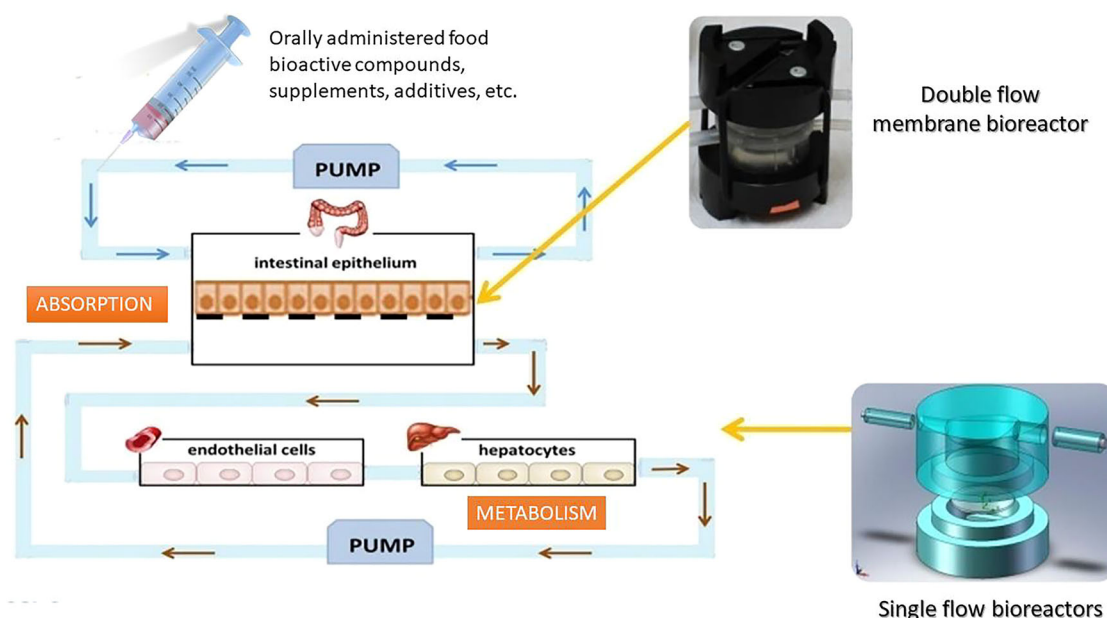 Orally administered food
bioactive compounds,
supplements, additives, etc.
Double flow
membrane bioreactor
PUMP
intestinal epithelium
ABSORPTION
endothelial cells
hepatocytes
METABOLISM
PUMP
Single flow bioreactors